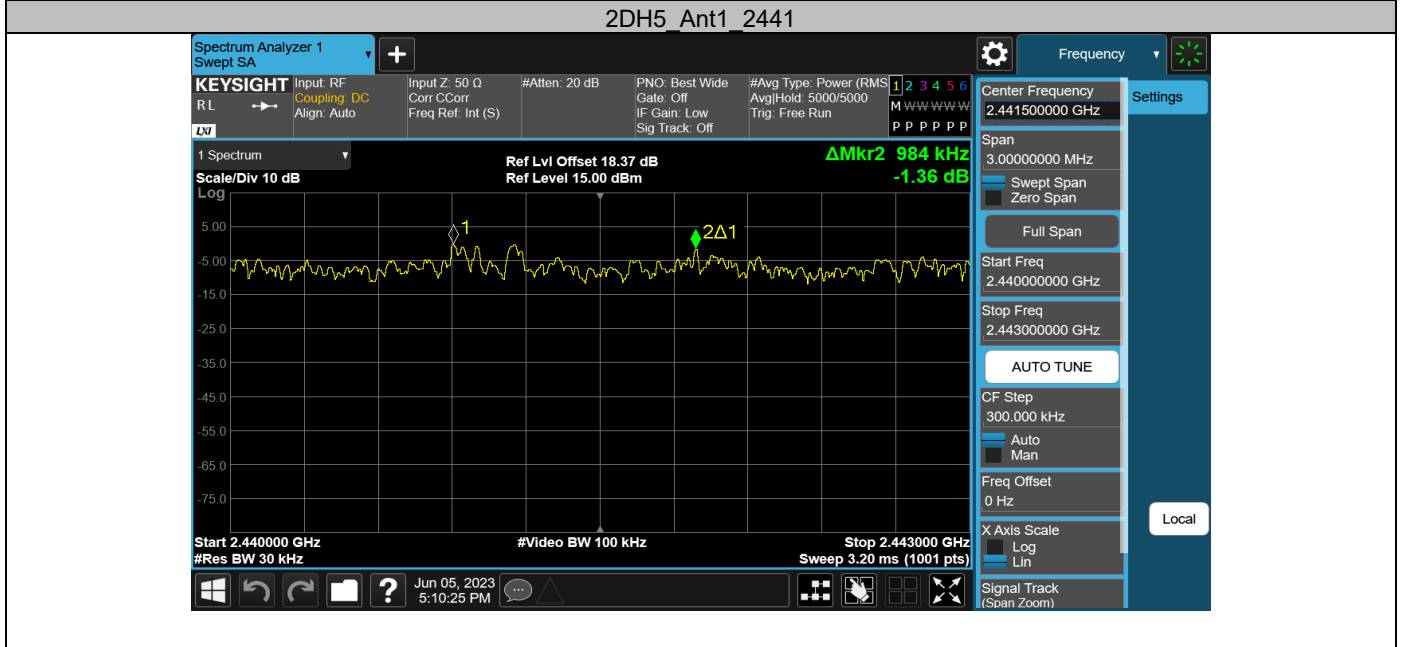 2DH5_Ant1_2441
Spectrum Analyzer 1
Swept SA
Frequency
KEYSIGHT
R L
LXI
Input: RF
Coupling: DC
Align: Auto
Input Z: 50 Ω
Corr CCorr
Freq Ref: Int (S)
#Atten: 20 dB
PNO: Best Wide
Gate: Off
IF Gain: Low
Sig Track: Off
#Avg Type: Power (RMS
Avg|Hold: 5000/5000
Trig: Free Run
1 2 3 4 5 6
M W W W W W
P P P P P P
1 Spectrum
Scale/Div 10 dB
Log
Ref Lvl Offset 18.37 dB
Ref Level 15.00 dBm
ΔMkr2 984 kHz
-1.36 dB
5.00
-5.00
-15.0
-25.0
-35.0
-45.0
-55.0
-65.0
-75.0
1
2Δ1
Start 2.440000 GHz
#Res BW 30 kHz
#Video BW 100 kHz
Stop 2.443000 GHz
Sweep 3.20 ms (1001 pts)
Jun 05, 2023
5:10:25 PM
Center Frequency
2.441500000 GHz
Span
3.00000000 MHz
Swept Span
Zero Span
Full Span
Start Freq
2.440000000 GHz
Stop Freq
2.443000000 GHz
AUTO TUNE
CF Step
300.000 kHz
Auto
Man
Freq Offset
0 Hz
X Axis Scale
Log
Lin
Signal Track
(Span Zoom)
Settings
Local